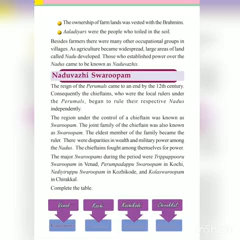 The ownership of farm lands was vested with the Brahmins.
Aaladiyars were the people who toiled in the soil.
Besides farmers there were many other occupational groups in
villages. As agriculture became widespread, large areas of land
called Nadu developed. Those who established power over the
Nadus came to be known as Naduvazhis.
Naduvazhi Swaroopam
The reign of the Perumals came to an end by the 12th century.
Consequently the chieftains, who were the local rulers under
the Perumals, began to rule their respective Nadus
independently.
The region under the control of a chieftain was known as
Swaroopam. The joint family of the chieftain was also known
as Swaroopam. The eldest member of the family became the
ruler. There were disparities in wealth and military power among
the Nadus. The chieftains fought among themselves for power.
The major Swaroopams during the period were Trippappooru
Swaroopam in Venad, Perumpadappu Swaroopam in Kochi,
Nediyirippu Swaroopam in Kozhikode, and Kolaswaroopam
in Chirakkal.
Complete the table
Venad Kochi Kozhikode Chirakkal